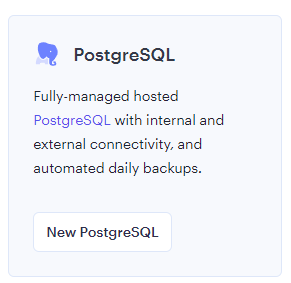 PostgreSQL
Fully-managed hosted
PostgreSQL with internal and
external connectivity, and
automated daily backups.
New PostgreSQL